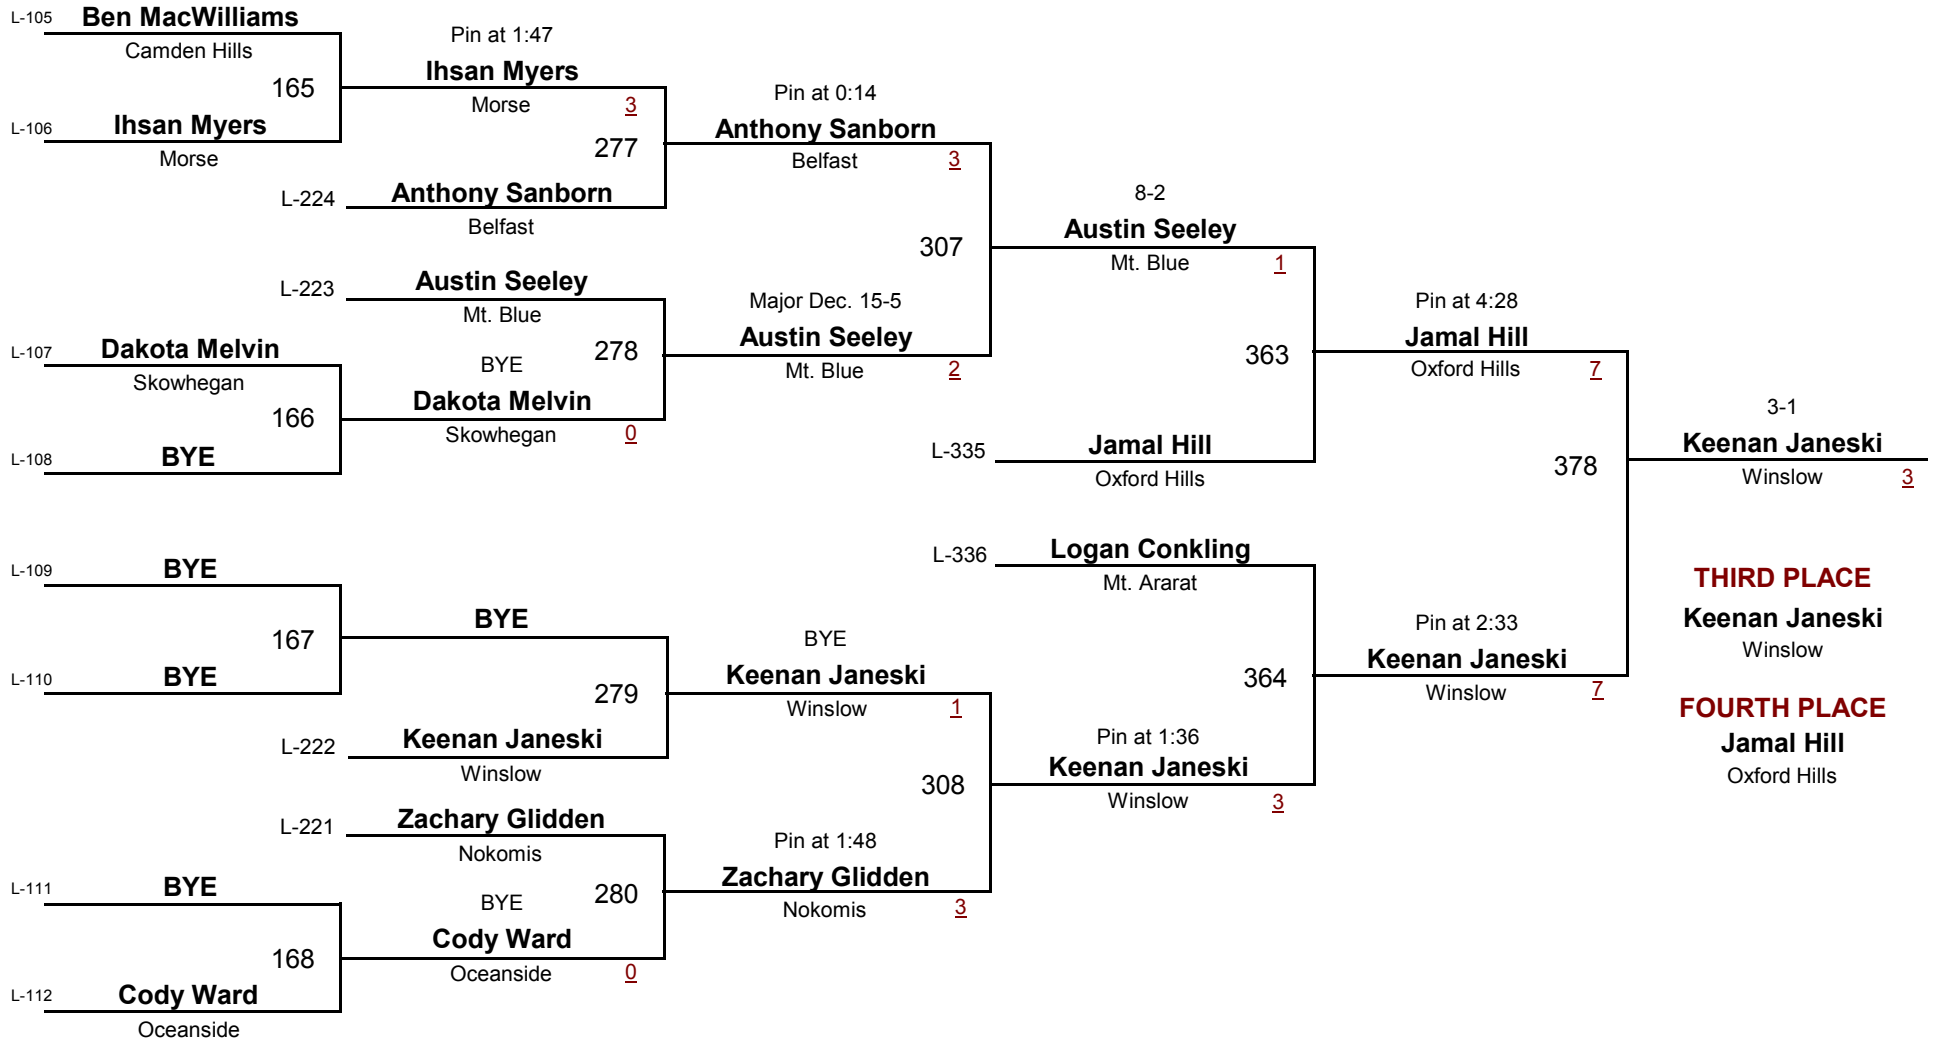 L-105 Ben MacWilliams
Camden Hills
165
L-106 Ihsan Myers
Morse
L-107 Dakota Melvin
Skowhegan
166
L-108 BYE
L-109 BYE
167
L-110 BYE
L-111 BYE
168
L-112 Cody Ward
Oceanside
Pin at 1:47
Ihsan Myers
Morse 3
277
L-224 Anthony Sanborn
Belfast
L-223 Austin Seeley
Mt. Blue
278
BYE
Dakota Melvin
Skowhegan 0
BYE
279
L-222 Keenan Janeski
Winslow
L-221 Zachary Glidden
Nokomis
280
BYE
Cody Ward
Oceanside 0
Pin at 0:14
Anthony Sanborn
Belfast 3
307
Major Dec. 15-5
Austin Seeley
Mt. Blue 2
BYE
Keenan Janeski
Winslow 1
308
Pin at 1:48
Zachary Glidden
Nokomis 3
8-2
Austin Seeley
Mt. Blue 1
363
L-335 Jamal Hill
Oxford Hills
L-336 Logan Conkling
Mt. Ararat
364
Pin at 1:36
Keenan Janeski
Winslow 3
Pin at 4:28
Jamal Hill
Oxford Hills 7
378
Pin at 2:33
Keenan Janeski
Winslow 7
3-1
Keenan Janeski
Winslow 3
THIRD PLACE
Keenan Janeski
Winslow
FOURTH PLACE
Jamal Hill
Oxford Hills